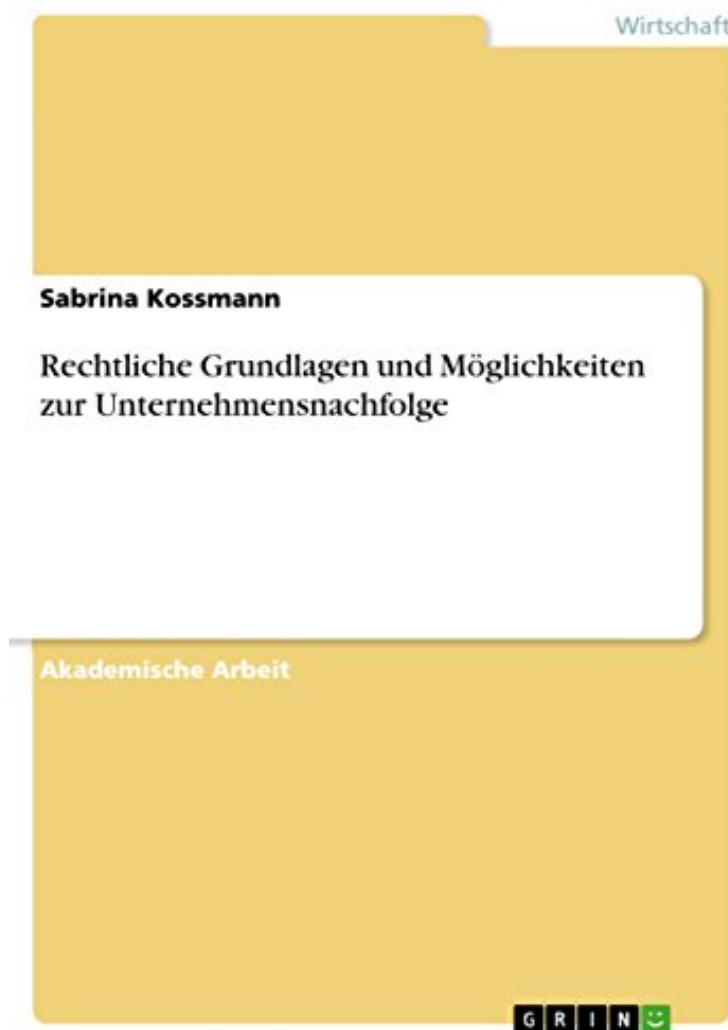 Wirtschaft
Sabrina Kossmann
Rechtliche Grundlagen und Möglichkeiten
zur Unternehmensnachfolge
Akademische Arbeit
GRIN